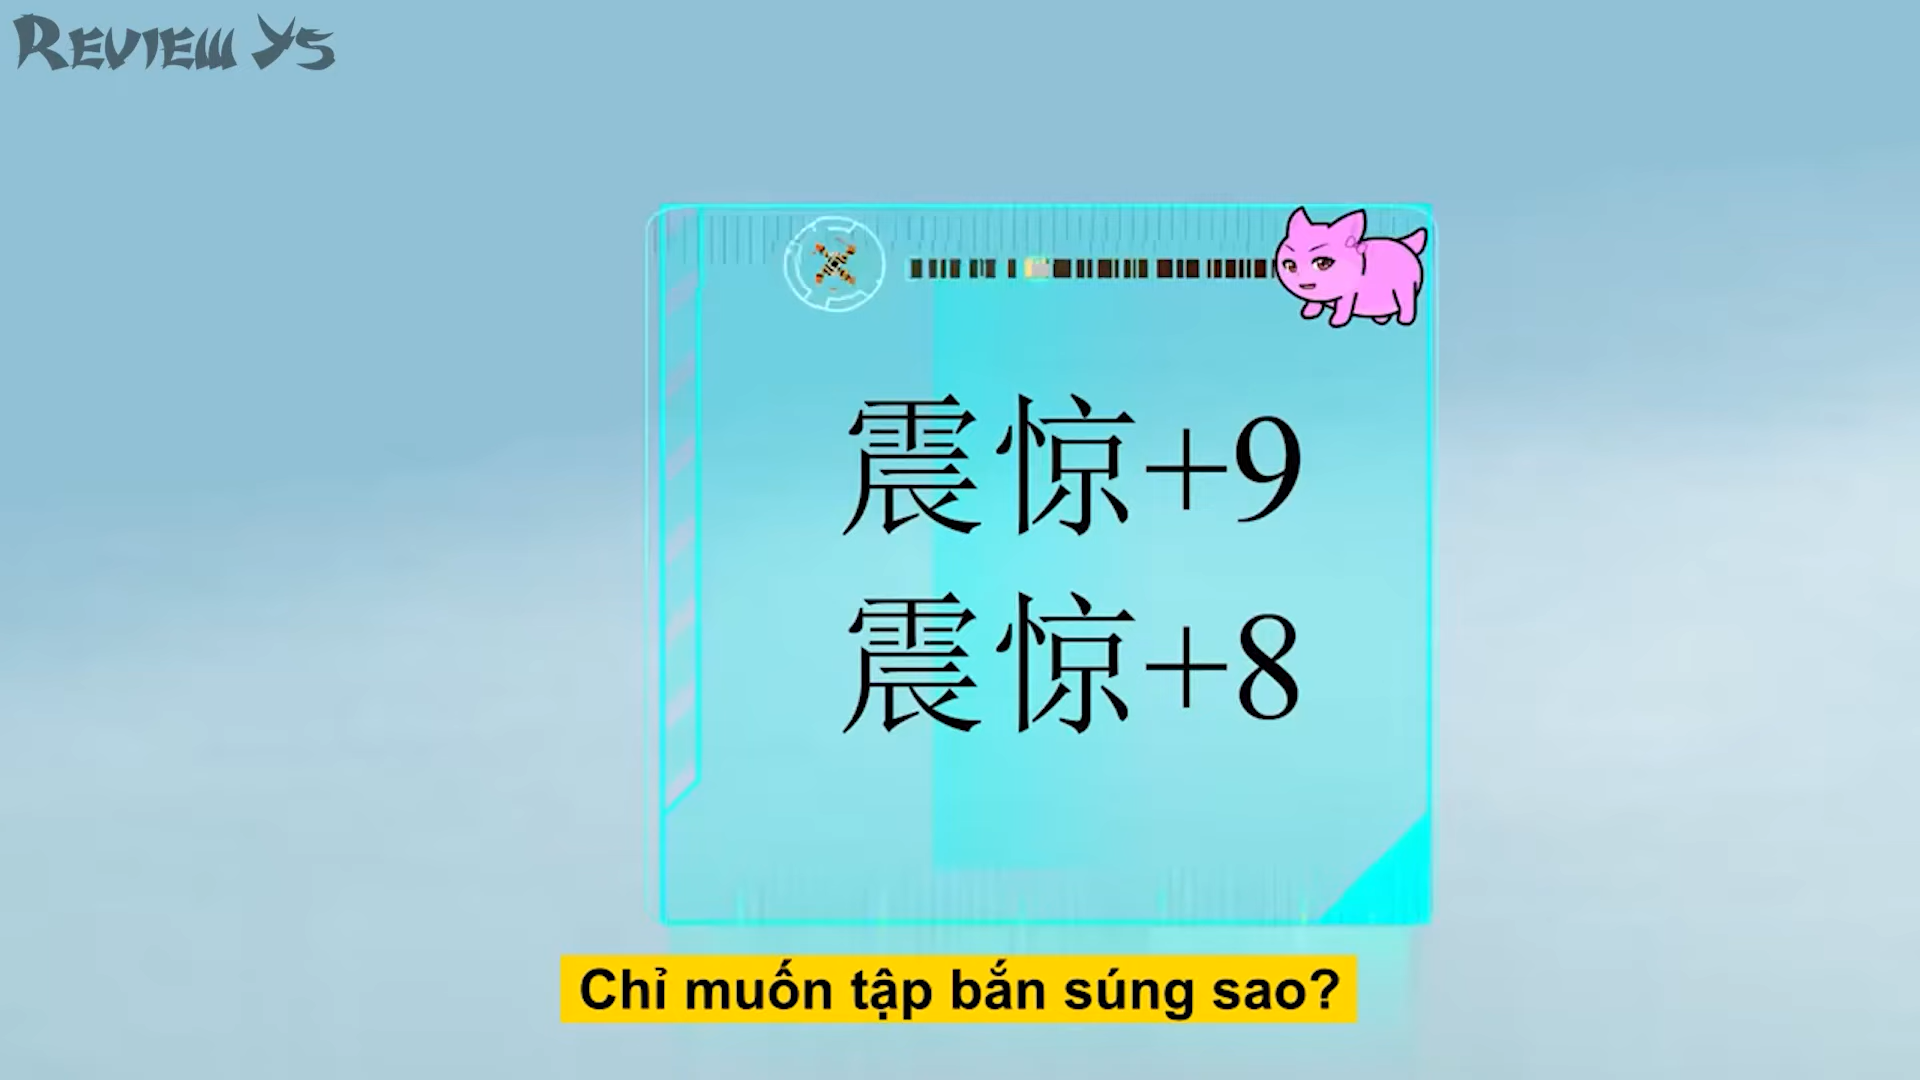 Review YS
震惊+9
震惊+8
Chỉ muốn tập bắn súng sao?